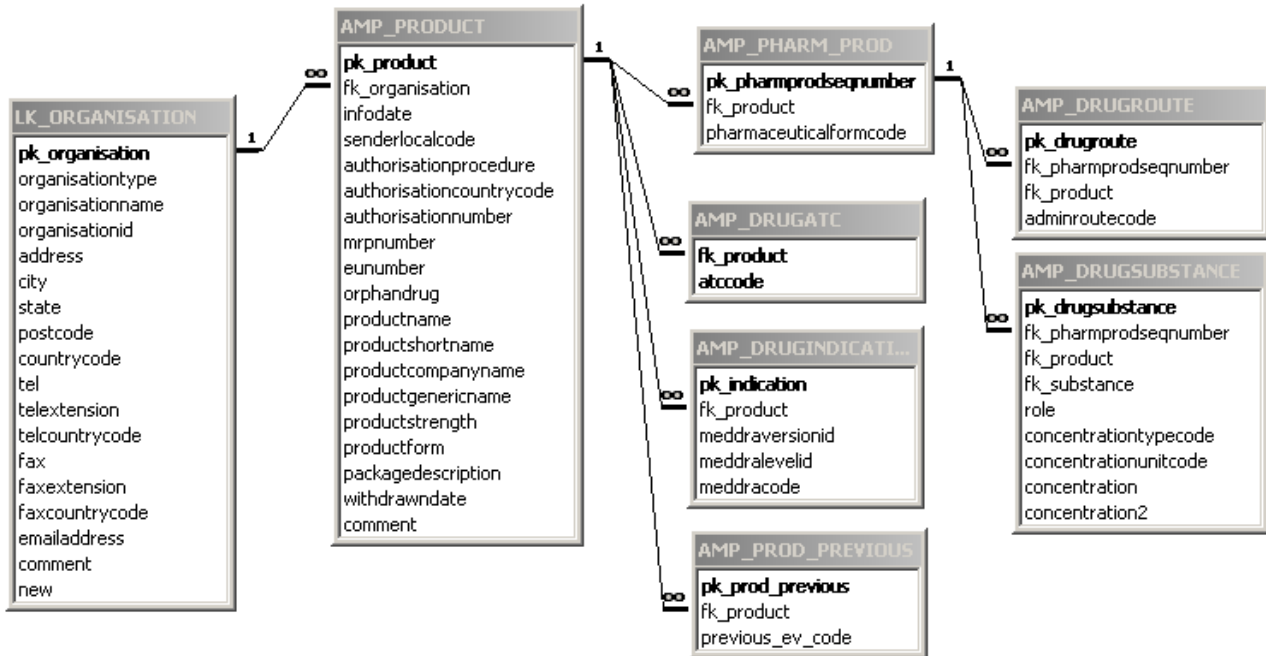 LK_ORGANISATION
pk_organisation
organisationtype
organisationname
organisationid
address
city
state
postcode
countrycode
tel
telextension
telcountrycode
fax
faxextension
faxcountrycode
emailaddress
comment
new
1
∞
AMP_PRODUCT
pk_product
fk_organisation
infodate
senderlocalcode
authorisationprocedure
authorisationcountrycode
authorisationnumber
mrpnumber
eunumber
orphandrug
productname
productshortname
productcompanyname
productgenericname
productstrength
productform
packagedescription
withdrawndate
comment
1
∞
AMP_PHARM_PROD
pk_pharmprodseqnumber
fk_product
pharmaceuticalformcode
∞
AMP_DRUGATC
fk_product
atccode
∞
AMP_DRUGINDICATI...
pk_indication
fk_product
meddraversionid
meddralevelid
meddracode
∞
AMP_PROD_PREVIOUS
pk_prod_previous
fk_product
previous_ev_code
1
∞
AMP_DRUGROUTE
pk_drugroute
fk_pharmprodseqnumber
fk_product
adminroutecode
∞
AMP_DRUGSUBSTANCE
pk_drugsubstance
fk_pharmprodseqnumber
fk_product
fk_substance
role
concentrationtypecode
concentrationunitcode
concentration
concentration2